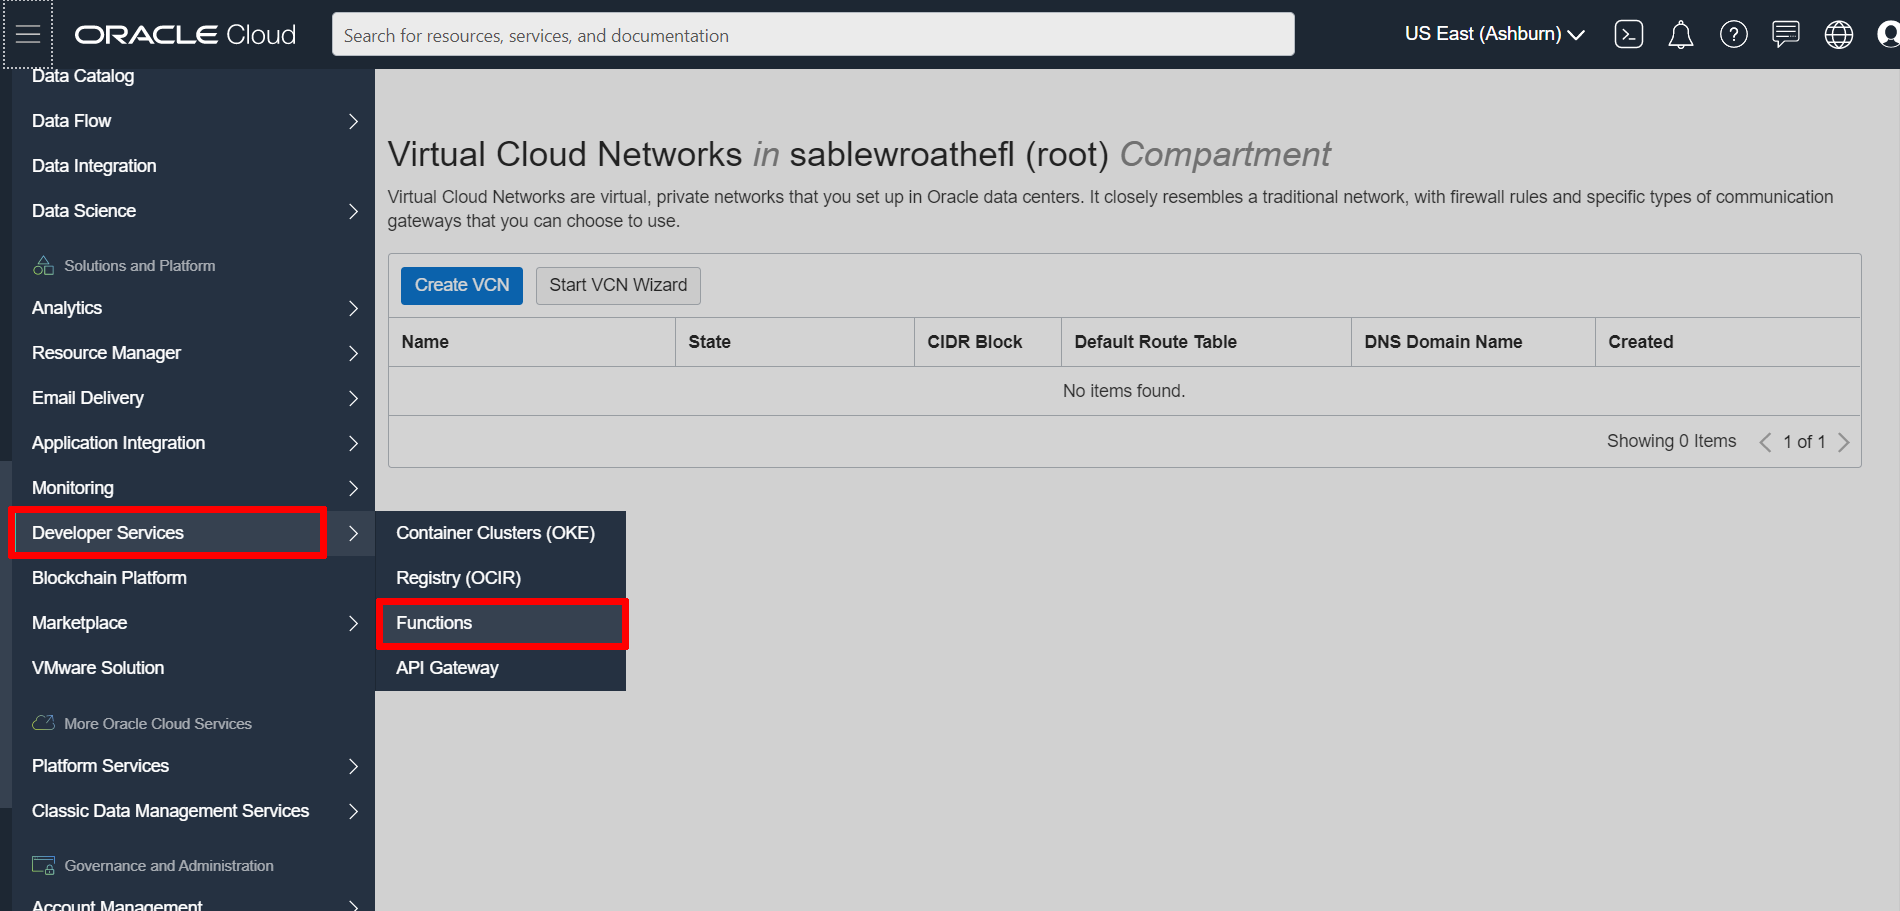 ORACLE Cloud
Search for resources, services, and documentation
US East (Ashburn)
Data Catalog
Data Flow
Data Integration
Data Science
Solutions and Platform
Analytics
Resource Manager
Email Delivery
Application Integration
Monitoring
Developer Services
Blockchain Platform
Marketplace
VMware Solution
More Oracle Cloud Services
Platform Services
Classic Data Management Services
Governance and Administration
Account Management
Container Clusters (OKE)
Registry (OCIR)
Functions
API Gateway
Virtual Cloud Networks in sablewroathefl (root) Compartment
Virtual Cloud Networks are virtual, private networks that you set up in Oracle data centers. It closely resembles a traditional network, with firewall rules and specific types of communication
gateways that you can choose to use.
Create VCN Start VCN Wizard
Name State CIDR Block Default Route Table DNS Domain Name Created
No items found.
Showing 0 Items 1 of 1